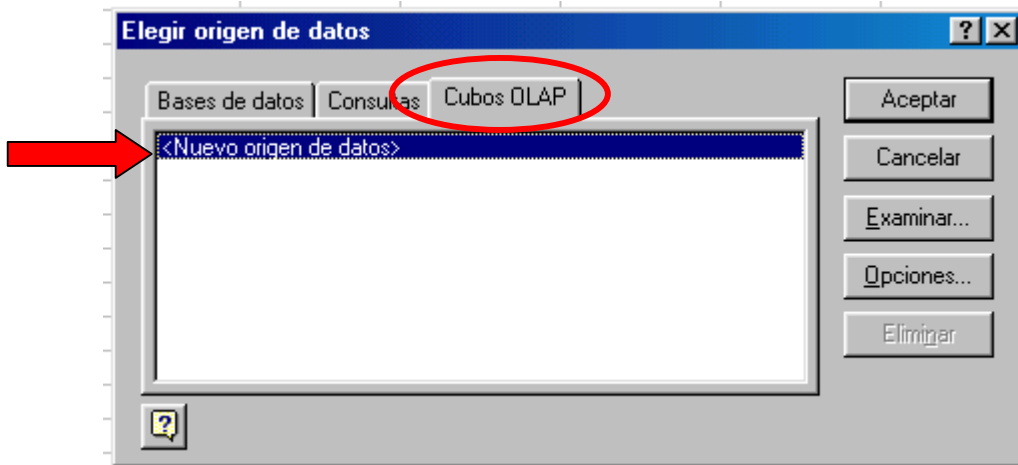 Elegir origen de datos
Bases de datos Consultas Cubos OLAP
<Nuevo origen de datos>
Aceptar
Cancelar
Examinar...
Opciones...
Eliminar